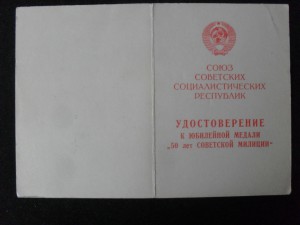 СОЮЗ
СОВЕТСКИХ
СОЦИАЛИСТИЧЕСКИХ
РЕСПУБЛИК
УДОСТОВЕРЕНИЕ
К ЮБИЛЕЙНОЙ МЕДАЛИ
„50 лет СОВЕТСКОЙ МИЛИЦИИ“